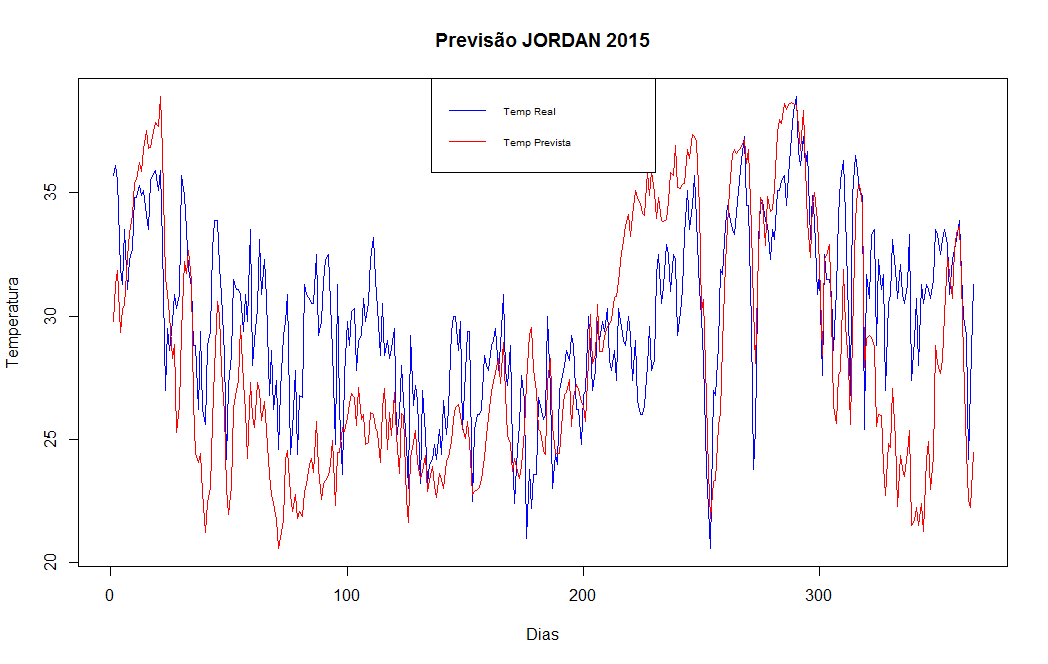 Previsão JORDAN 2015
Temp Real
Temp Prevista
Temperatura
35
30
25
20
0 100 200 300
Dias